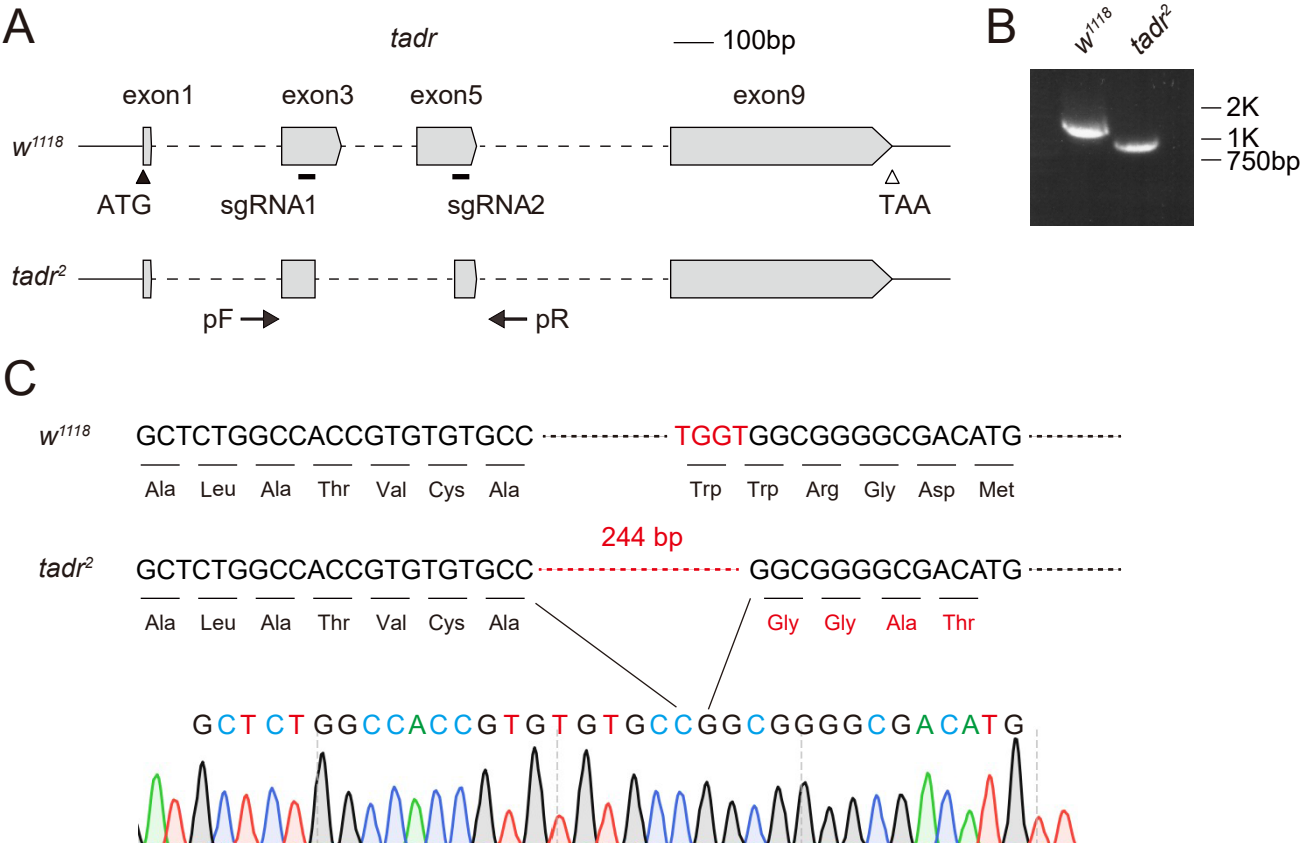 A
tadr
100bp
exon1 exon3 exon5 exon9
w1118
ATG sgRNA1 sgRNA2 TAA
tadr2
pF pR
B
w1118 tadr2
2K
1K
750bp
C
w1118 GCTCTGGCCACCGTGTGTGCC TGGTGGCGGGGCGACATG
Ala Leu Ala Thr Val Cys Ala Trp Trp Arg Gly Asp Met
244 bp
tadr2 GCTCTGGCCACCGTGTGTGCC GGCGGGGCGACATG
Ala Leu Ala Thr Val Cys Ala Gly Gly Ala Thr
GCTCTGGCCACCGTGTGTGCCGGCGGGGCGACATG